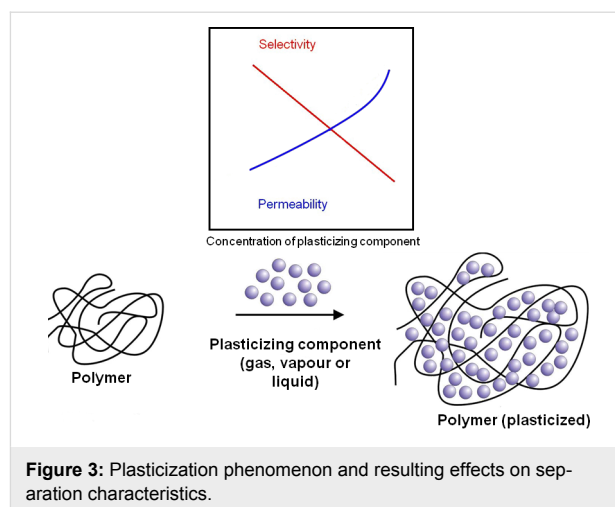 Selectivity
Permeability
Concentration of plasticizing component
Polymer
Plasticizing component
(gas, vapour or
liquid)
Polymer (plasticized)
Figure 3: Plasticization phenomenon and resulting effects on sep-
aration characteristics.